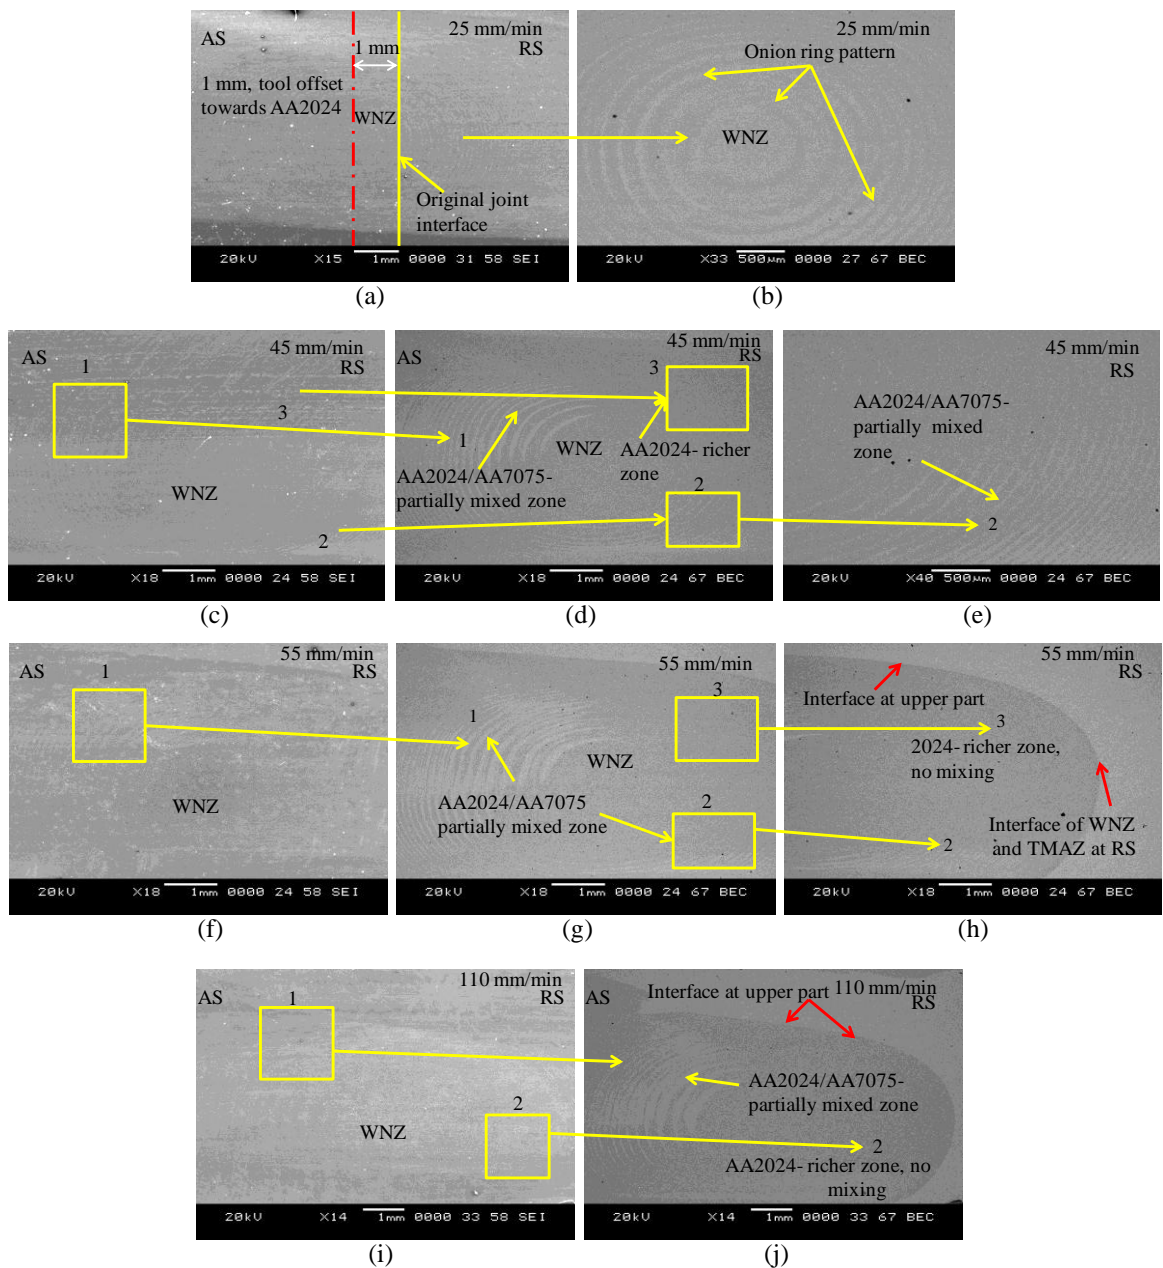 AS
25 mm/min
RS
1 mm
1 mm, tool offset
towards AA2024
WNZ
Original joint
interface
20kV X15 1mm 0000 31 58 SEI
(a)
25 mm/min
Onion ring pattern
WNZ
20kV X33 500µm 0000 27 67 BEC
(b)
AS
45 mm/min
RS
1
3
WNZ
2
20kV X18 1mm 0000 24 58 SEI
(c)
AS
45 mm/min
RS
3
1
WNZ
AA2024- richer
zone
AA2024/AA7075-
partially mixed zone
2
20kV X18 1mm 0000 24 67 BEC
(d)
45 mm/min
RS
AA2024/AA7075-
partially mixed
zone
2
20kV X40 500µm 0000 24 67 BEC
(e)
AS
55 mm/min
RS
1
WNZ
20kV X18 1mm 0000 24 58 SEI
(f)
55 mm/min
3
1
WNZ
AA2024/AA7075
partially mixed zone
2
20kV X18 1mm 0000 24 67 BEC
(g)
55 mm/min
RS
Interface at upper part
3
2024- richer zone,
no mixing
2
Interface of WNZ
and TMAZ at RS
20kV X18 1mm 0000 24 67 BEC
(h)
AS
110 mm/min
RS
1
2
WNZ
20kV X14 1mm 0000 33 58 SEI
(i)
AS
Interface at upper part
110 mm/min
RS
AA2024/AA7075-
partially mixed zone
2
AA2024- richer zone, no
mixing
20kV X14 1mm 0000 33 67 BEC
(j)